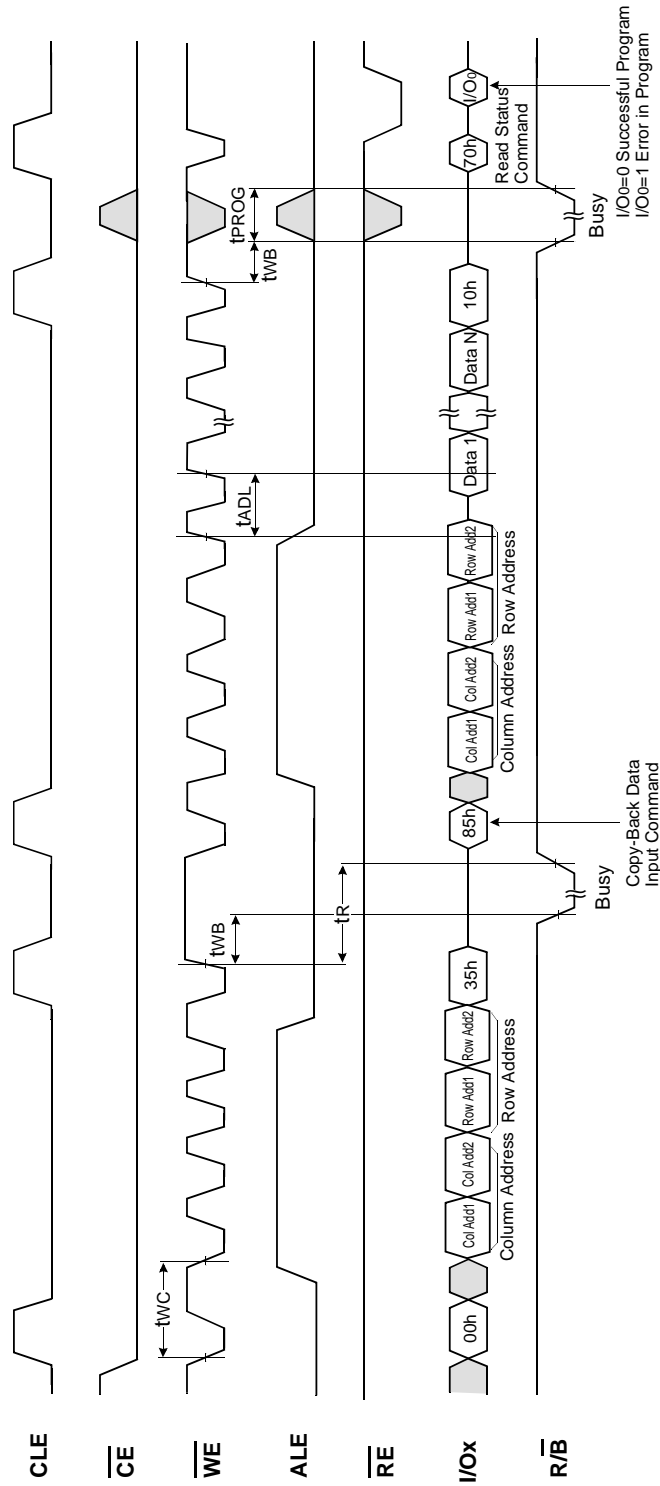 CLE
CE
WE
tWC
tWB
tADL
tWB
tPROG
ALE
RE
tR
I/Ox
00h
Col Add1
Col Add2
Row Add1
Row Add2
35h
85h
Col Add1
Col Add2
Row Add1
Row Add2
Data 1
Data N
10h
70h
I/O0
Column Address
Row Address
Column Address
Row Address
Read Status
Command
R/B
Busy
Busy
Copy-Back Data
Input Command
I/O0=0 Successful Program
I/O0=1 Error in Program